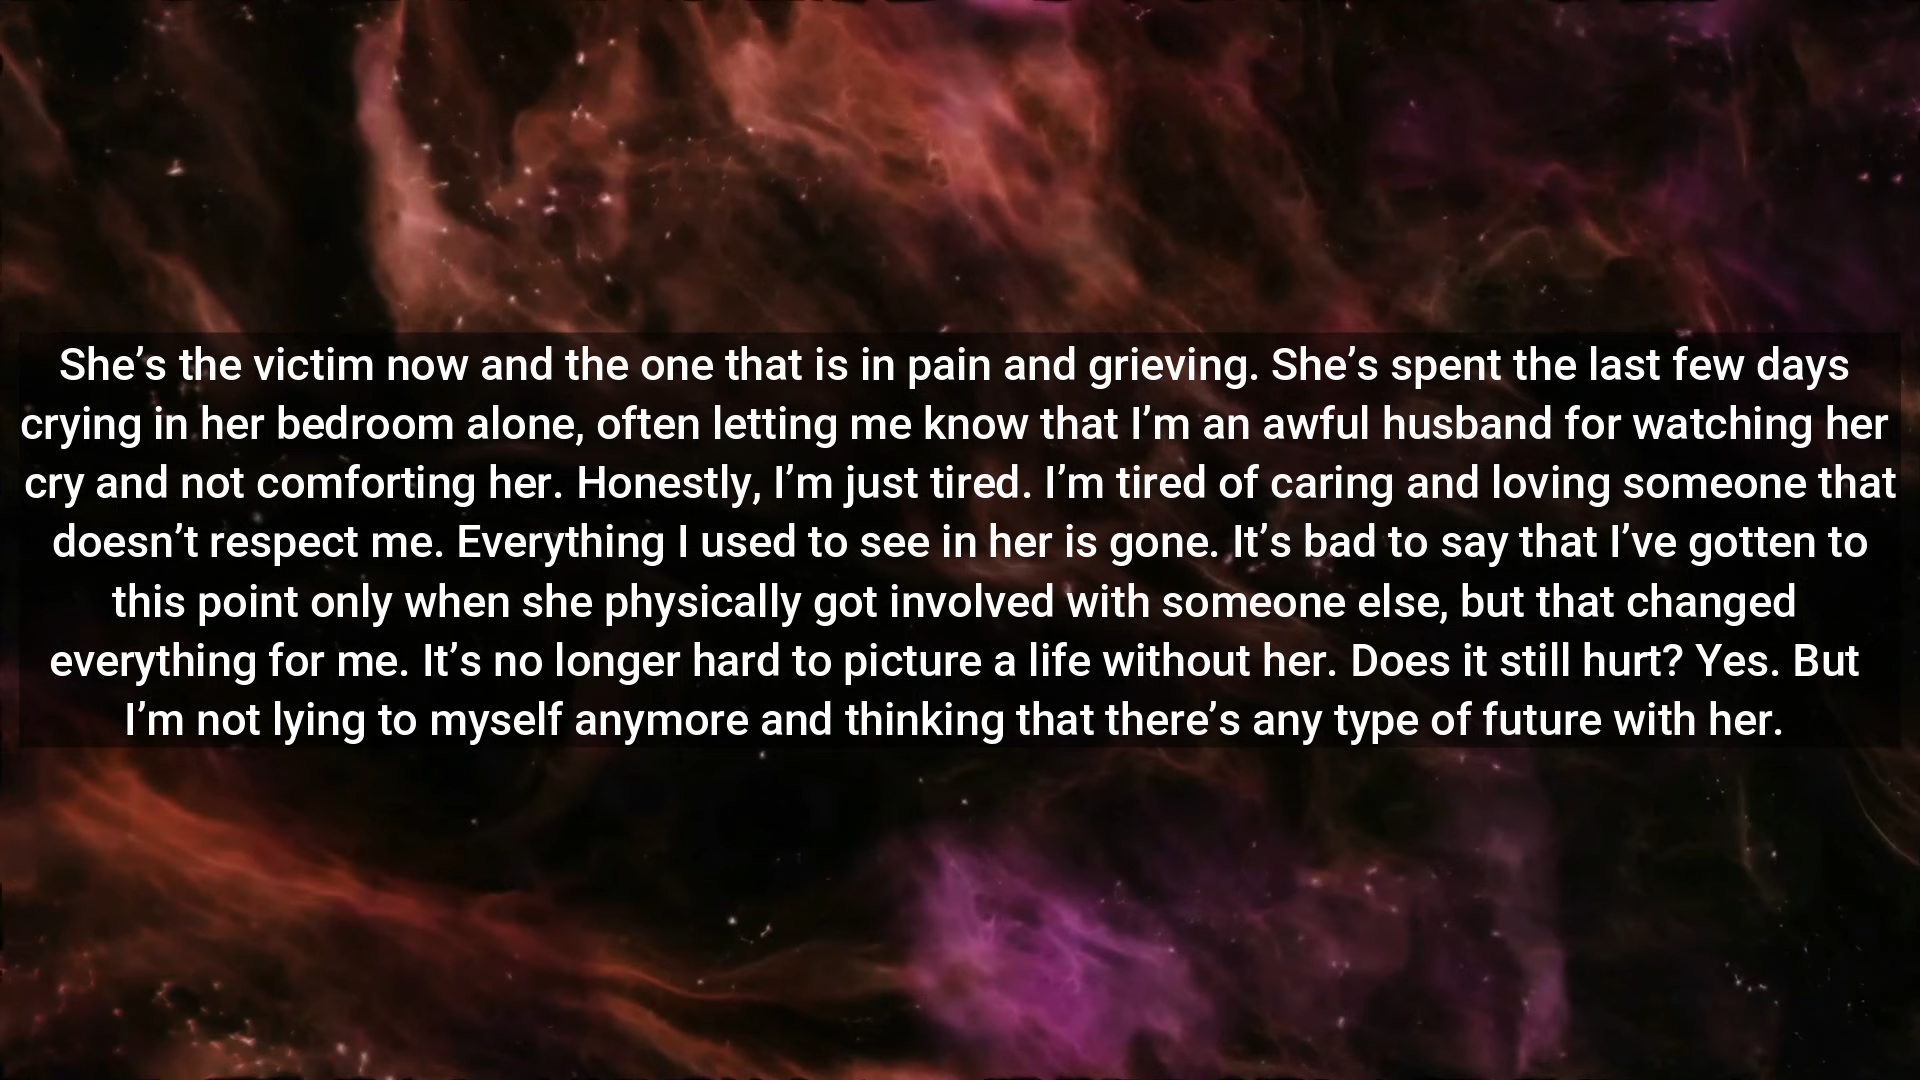 She’s the victim now and the one that is in pain and grieving. She’s spent the last few days
crying in her bedroom alone, often letting me know that I’m an awful husband for watching her
cry and not comforting her. Honestly, I’m just tired. I’m tired of caring and loving someone that
doesn’t respect me. Everything I used to see in her is gone. It’s bad to say that I’ve gotten to
this point only when she physically got involved with someone else, but that changed
everything for me. It’s no longer hard to picture a life without her. Does it still hurt? Yes. But
I’m not lying to myself anymore and thinking that there’s any type of future with her.